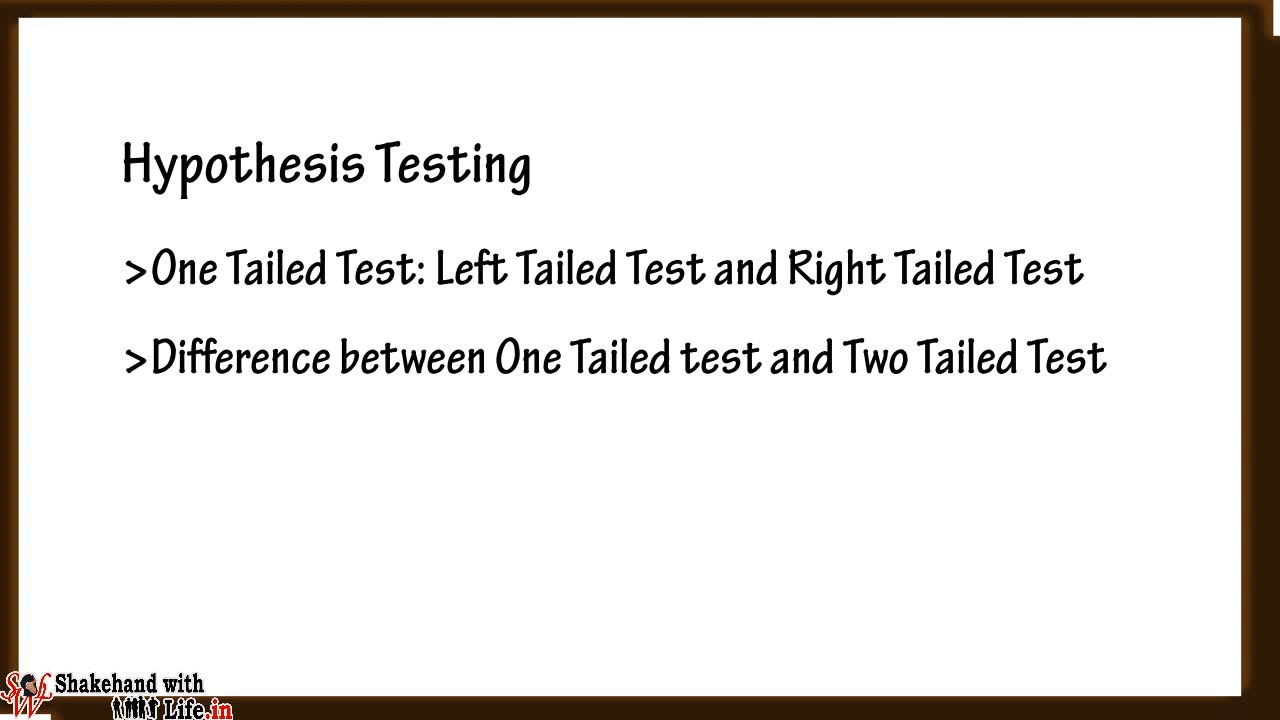 Hypothesis Testing
>One Tailed Test: Left Tailed Test and Right Tailed Test
>Difference between One Tailed test and Two Tailed Test
SWL Shakehand with
Life.in